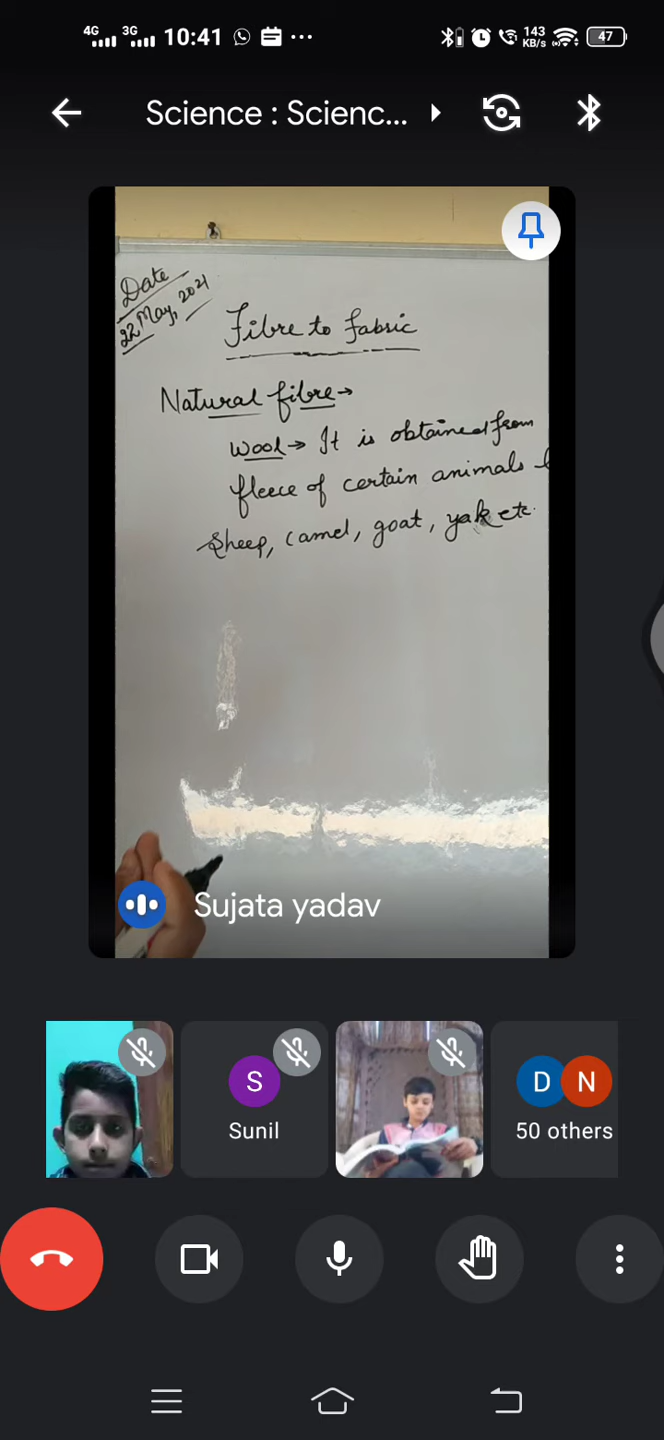 4G 3G 10:41 143 KB/s 47
Science : Scienc...
Date
22 May, 2021
Fibre to Fabric
Natural fibre→
wool→ It is obtained from
fleece of certain animals
Sheep, Camel, goat, yak etc.
Sujata yadav
S
Sunil
D N
50 others